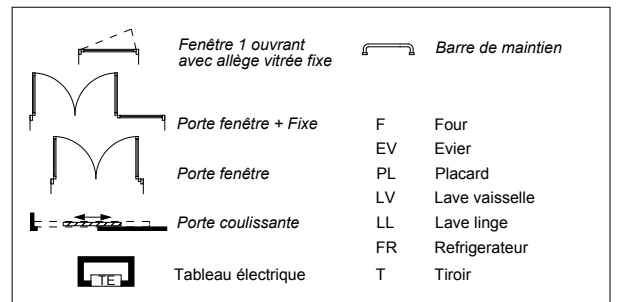 Fenêtre 1 ouvrant
avec allège vitrée fixe
Porte fenêtre + Fixe
Porte fenêtre
Porte coulissante
TE
Tableau électrique
Barre de maintien
F Four
EV Evier
PL Placard
LV Lave vaisselle
LL Lave linge
FR Refrigerateur
T Tiroir